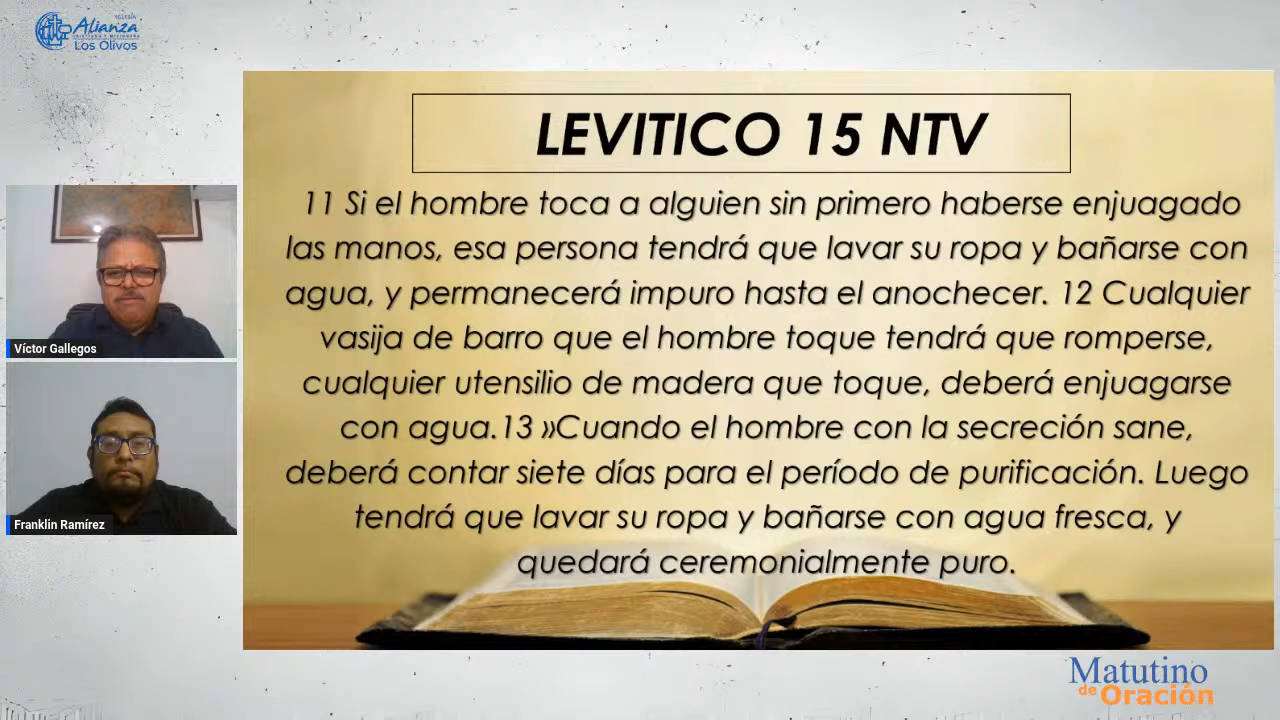 IGLESIA
Alianza
CRISTIANA Y MISIONERA
Los Olivos
LEVITICO 15 NTV
11 Si el hombre toca a alguien sin primero haberse enjuagado
las manos, esa persona tendrá que lavar su ropa y bañarse con
agua, y permanecerá impuro hasta el anochecer. 12 Cualquier
vasija de barro que el hombre toque tendrá que romperse,
cualquier utensilio de madera que toque, deberá enjuagarse
con agua.13 »Cuando el hombre con la secreción sane,
deberá contar siete días para el período de purificación. Luego
tendrá que lavar su ropa y bañarse con agua fresca, y
quedará ceremonialmente puro.
Víctor Gallegos
Franklin Ramírez
Matutino
de Oración